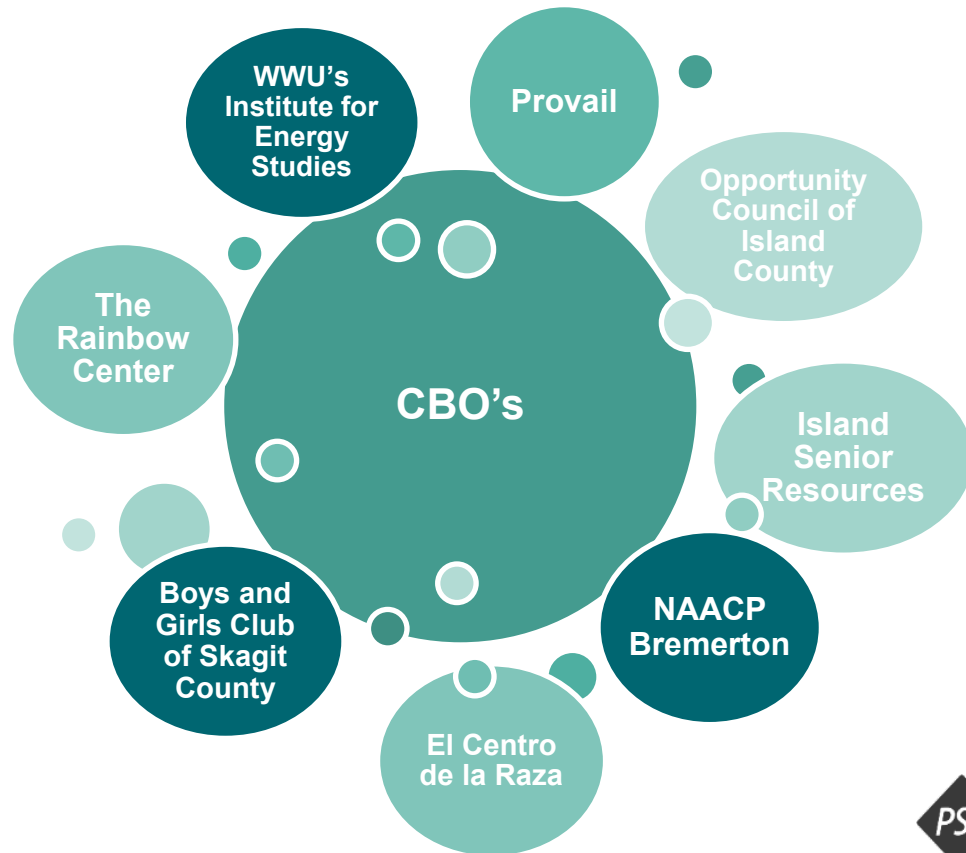 WWU's
Institute for
Energy
Studies
Provail
Opportunity
Council of
Island
County
The
Rainbow
Center
CBO's
Island
Senior
Resources
Boys and
Girls Club
of Skagit
County
NAACP
Bremerton
El Centro
de la Raza